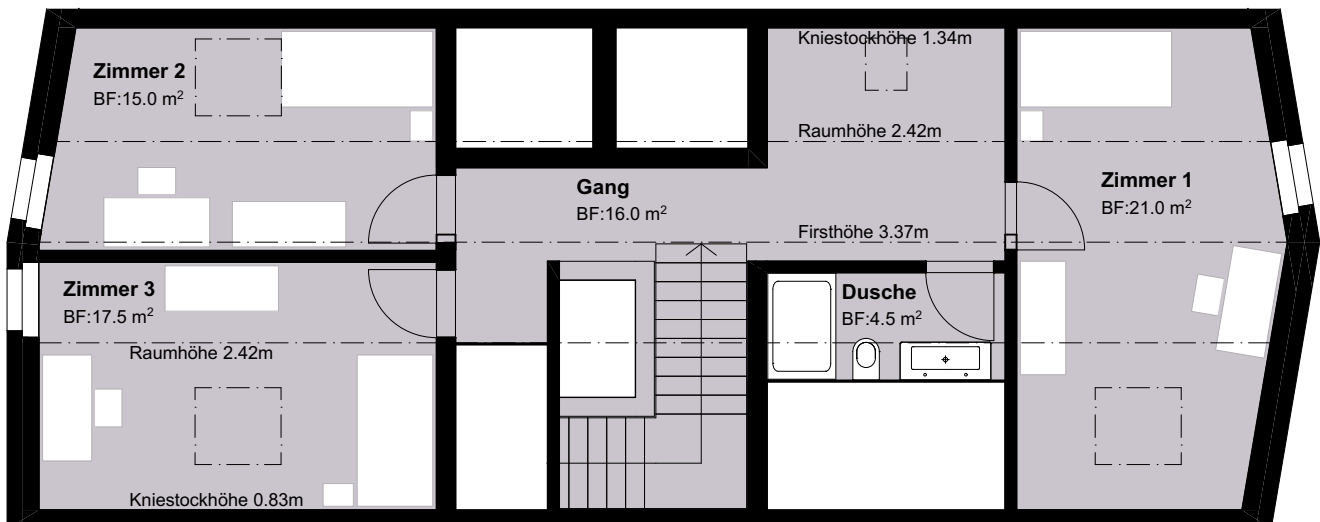 Kniestockhöhe 1.34m
Zimmer 2
BF:15.0 m²
Raumhöhe 2.42m
Gang
BF:16.0 m²
Zimmer 1
BF:21.0 m²
Firsthöhe 3.37m
Zimmer 3
BF:17.5 m²
Dusche
BF:4.5 m²
Raumhöhe 2.42m
Kniestockhöhe 0.83m